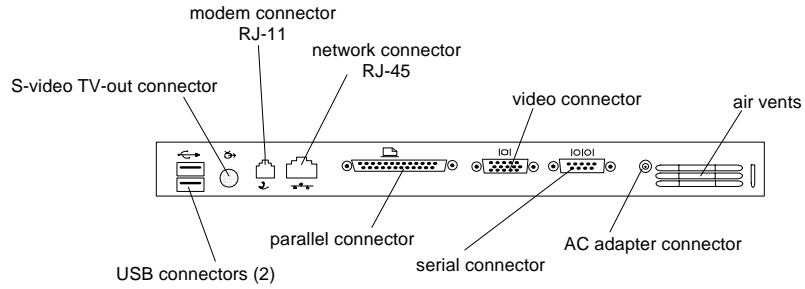 modem connector
RJ-11
network connector
RJ-45
S-video TV-out connector
video connector
air vents
parallel connector
serial connector
AC adapter connector
USB connectors (2)